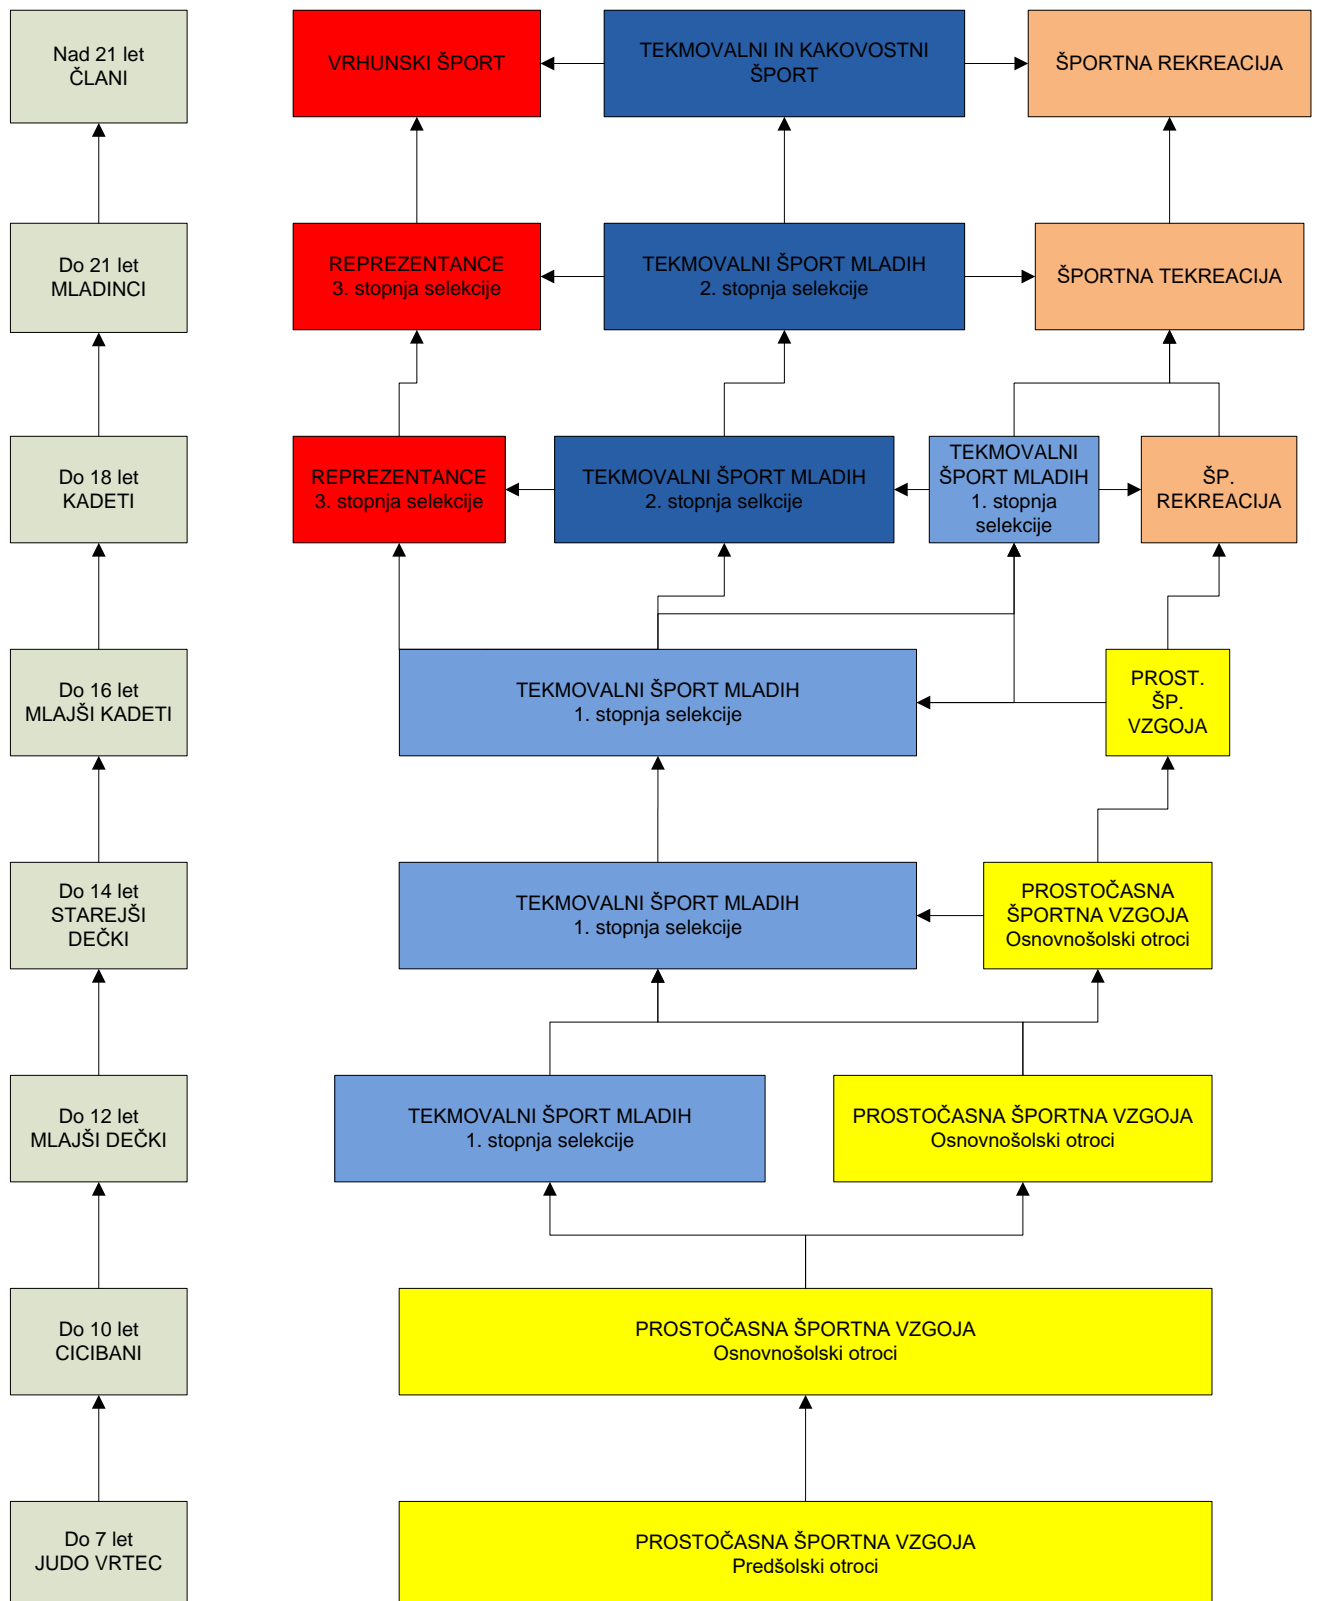 Nad 21 let
ČLANI
VRHUNSKI ŠPORT
TEKMOVALNI IN KAKOVOSTNI
ŠPORT
ŠPORTNA REKREACIJA
Do 21 let
MLADINCI
REPREZENTANCE
3. stopnja selekcije
TEKMOVALNI ŠPORT MLADIH
2. stopnja selekcije
ŠPORTNA TEKREACIJA
Do 18 let
KADETI
REPREZENTANCE
3. stopnja selekcije
TEKMOVALNI ŠPORT MLADIH
2. stopnja selkcije
TEKMOVALNI
ŠPORT MLADIH
1. stopnja
selekcije
ŠP.
REKREACIJA
Do 16 let
MLAJŠI KADETI
TEKMOVALNI ŠPORT MLADIH
1. stopnja selekcije
PROST.
ŠP.
VZGOJA
Do 14 let
STAREJŠI
DEČKI
TEKMOVALNI ŠPORT MLADIH
1. stopnja selekcije
PROSTOČASNA
ŠPORTNA VZGOJA
Osnovnošolski otroci
Do 12 let
MLAJŠI DEČKI
TEKMOVALNI ŠPORT MLADIH
1. stopnja selekcije
PROSTOČASNA ŠPORTNA VZGOJA
Osnovnošolski otroci
Do 10 let
CICIBANI
PROSTOČASNA ŠPORTNA VZGOJA
Osnovnošolski otroci
Do 7 let
JUDO VRTEC
PROSTOČASNA ŠPORTNA VZGOJA
Predšolski otroci